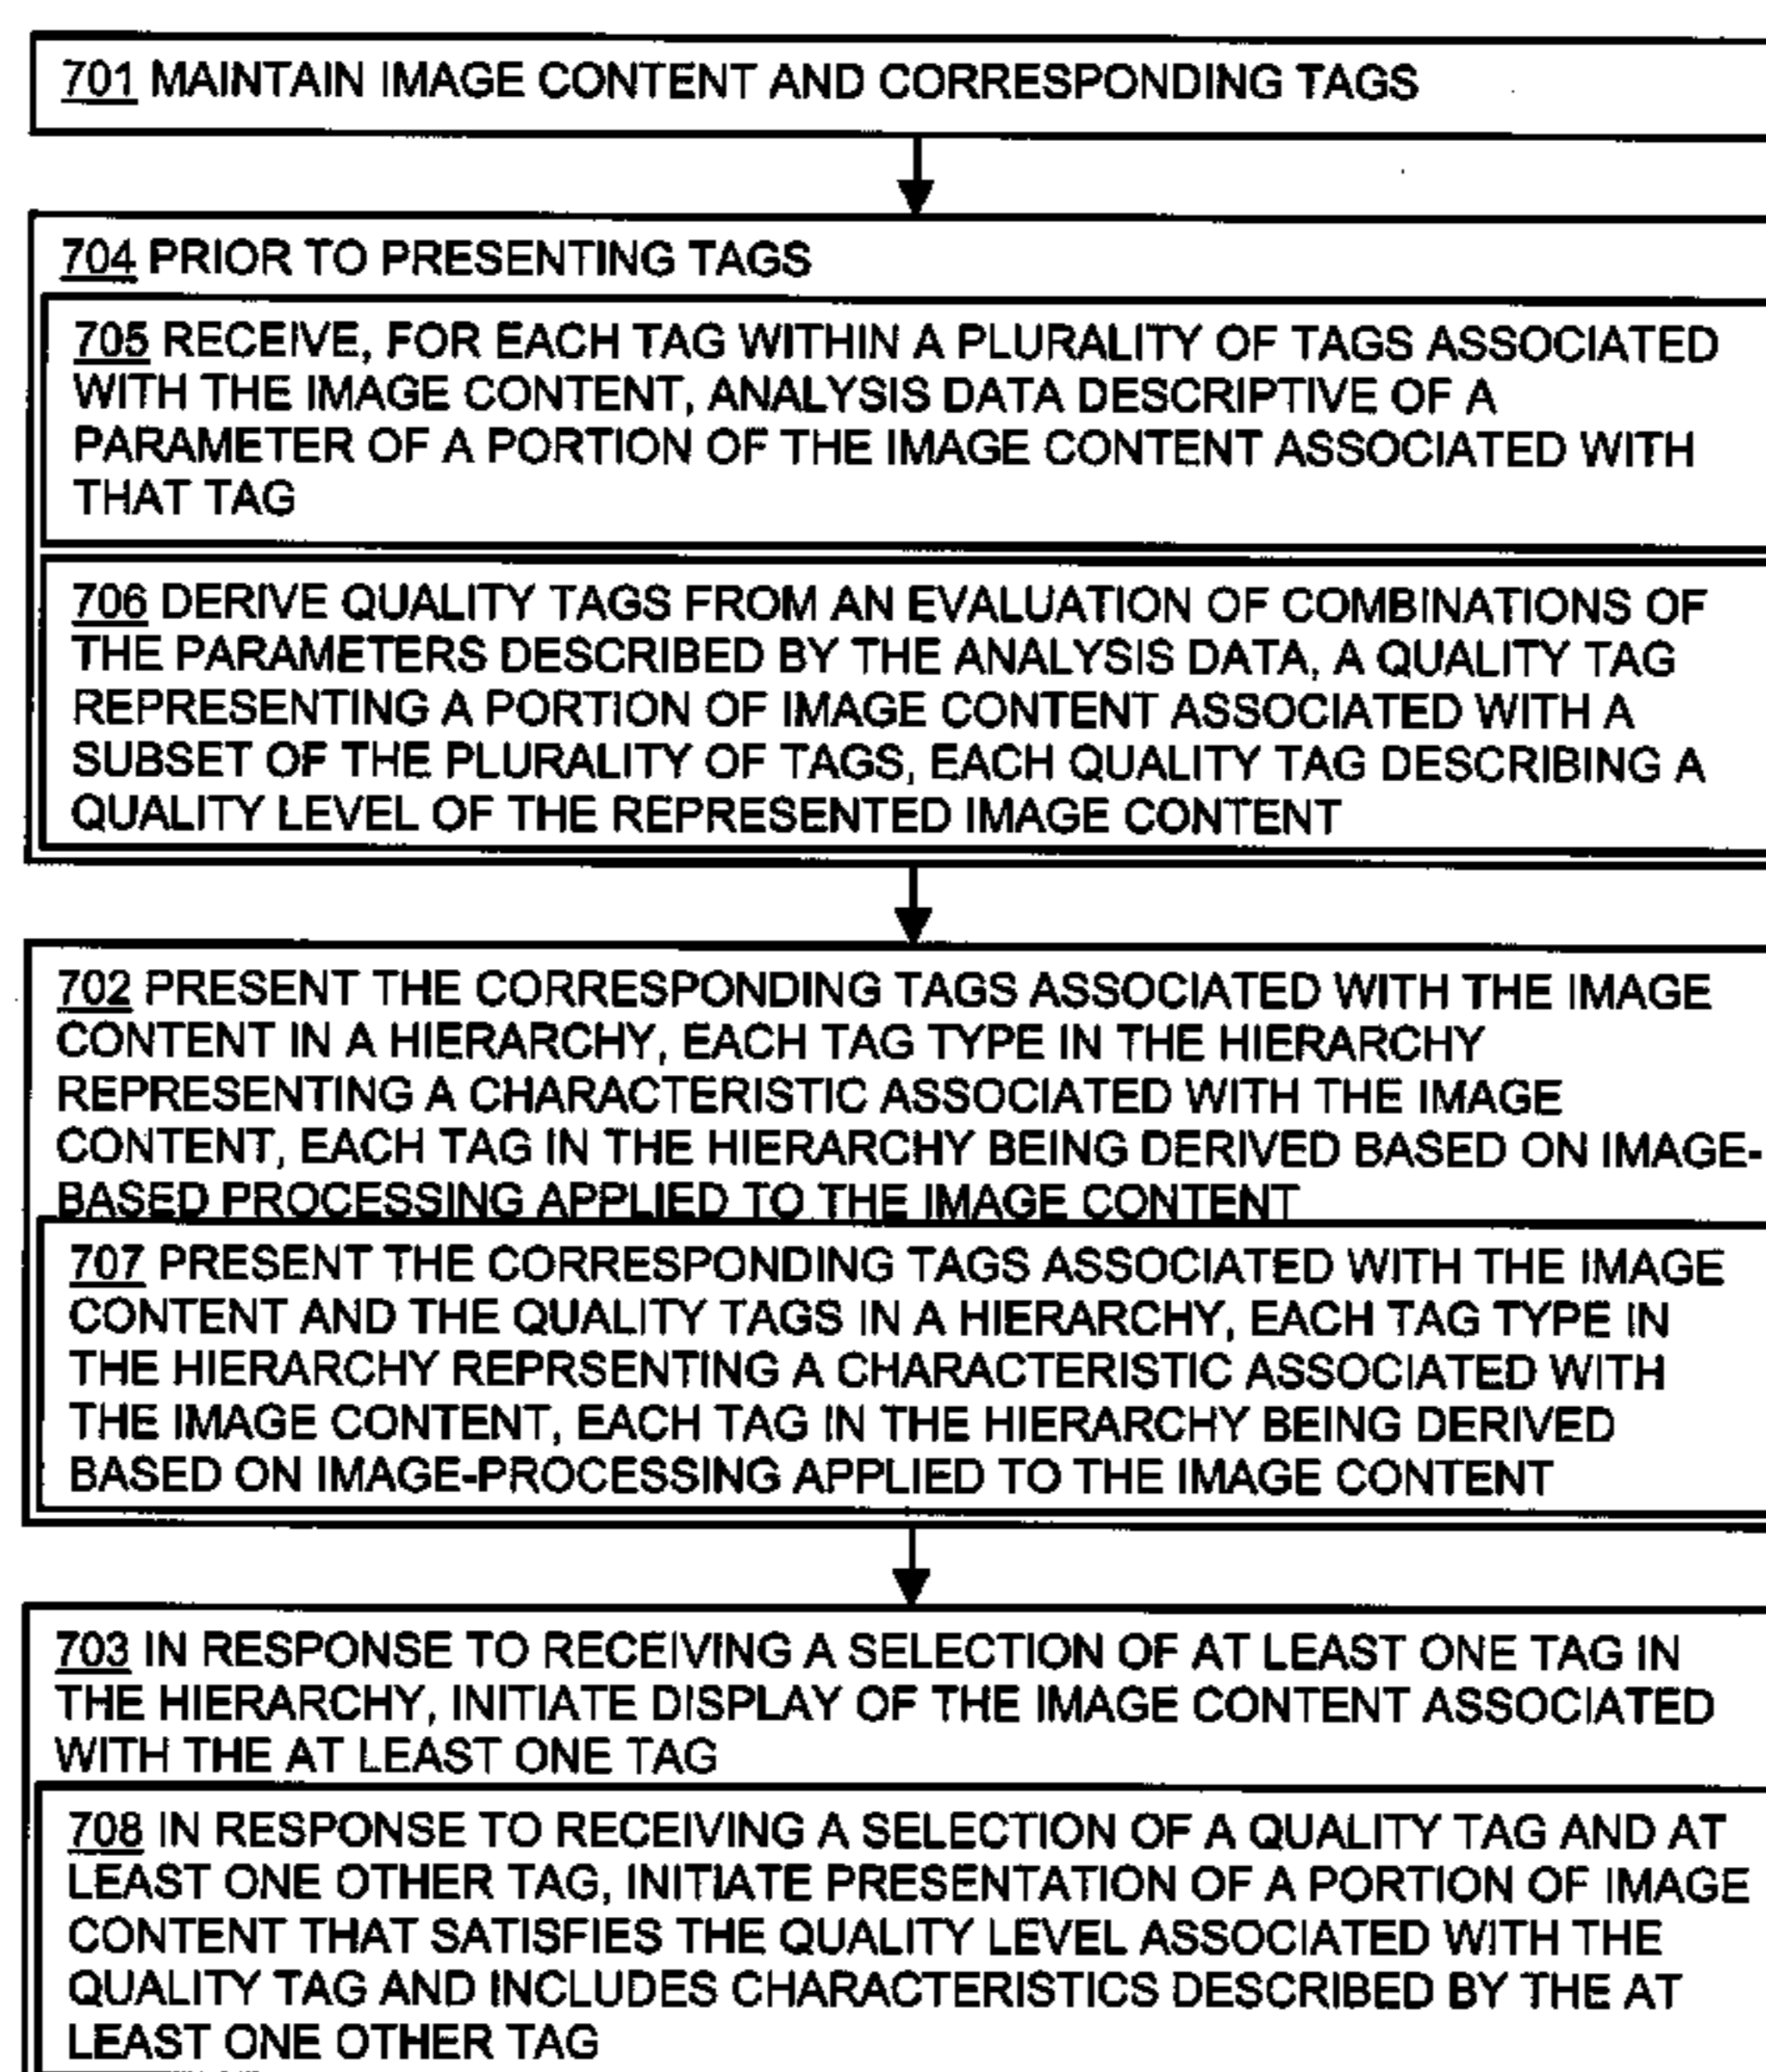 701 MAINTAIN IMAGE CONTENT AND CORRESPONDING TAGS
704 PRIOR TO PRESENTING TAGS
705 RECEIVE, FOR EACH TAG WITHIN A PLURALITY OF TAGS ASSOCIATED
WITH THE IMAGE CONTENT, ANALYSIS DATA DESCRIPTIVE OF A
PARAMETER OF A PORTION OF THE IMAGE CONTENT ASSOCIATED WITH
THAT TAG
706 DERIVE QUALITY TAGS FROM AN EVALUATION OF COMBINATIONS OF
THE PARAMETERS DESCRIBED BY THE ANALYSIS DATA, A QUALITY TAG
REPRESENTING A PORTION OF IMAGE CONTENT ASSOCIATED WITH A
SUBSET OF THE PLURALITY OF TAGS, EACH QUALITY TAG DESCRIBING A
QUALITY LEVEL OF THE REPRESENTED IMAGE CONTENT
702 PRESENT THE CORRESPONDING TAGS ASSOCIATED WITH THE IMAGE
CONTENT IN A HIERARCHY, EACH TAG TYPE IN THE HIERARCHY
REPRESENTING A CHARACTERISTIC ASSOCIATED WITH THE IMAGE
CONTENT, EACH TAG IN THE HIERARCHY BEING DERIVED BASED ON IMAGE-
BASED PROCESSING APPLIED TO THE IMAGE CONTENT
707 PRESENT THE CORRESPONDING TAGS ASSOCIATED WITH THE IMAGE
CONTENT AND THE QUALITY TAGS IN A HIERARCHY, EACH TAG TYPE IN
THE HIERARCHY REPRSENTING A CHARACTERISTIC ASSOCIATED WITH
THE IMAGE CONTENT, EACH TAG IN THE HIERARCHY BEING DERIVED
BASED ON IMAGE-PROCESSING APPLIED TO THE IMAGE CONTENT
703 IN RESPONSE TO RECEIVING A SELECTION OF AT LEAST ONE TAG IN
THE HIERARCHY, INITIATE DISPLAY OF THE IMAGE CONTENT ASSOCIATED
WITH THE AT LEAST ONE TAG
708 IN RESPONSE TO RECEIVING A SELECTION OF A QUALITY TAG AND AT
LEAST ONE OTHER TAG, INITIATE PRESENTATION OF A PORTION OF IMAGE
CONTENT THAT SATISFIES THE QUALITY LEVEL ASSOCIATED WITH THE
QUALITY TAG AND INCLUDES CHARACTERISTICS DESCRIBED BY THE AT
LEAST ONE OTHER TAG